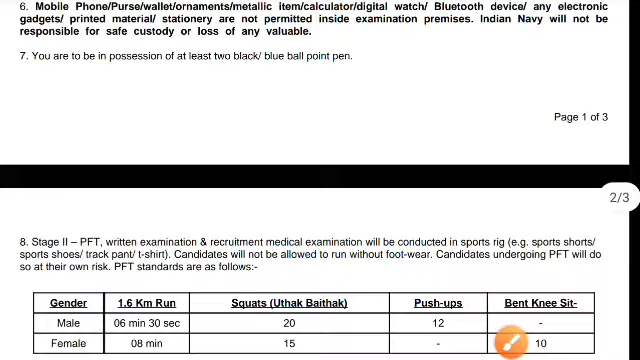 6. Mobile Phone/Purse/wallet/ornaments/metallic item/calculator/digital watch/ Bluetooth device/ any electronic
gadgets/ printed material/ stationery are not permitted inside examination premises. Indian Navy will not be
responsible for safe custody or loss of any valuable.
7. You are to be in possession of at least two black/ blue ball point pen.
Page 1 of 3
2/3
8. Stage II – PFT, written examination & recruitment medical examination will be conducted in sports rig (e.g. sports shorts/
sports shoes/ track pant/ t-shirt). Candidates will not be allowed to run without foot-wear. Candidates undergoing PFT will do
so at their own risk. PFT standards are as follows:-
Gender 1.6 Km Run Squats (Uthak Baithak) Push-ups Bent Knee Sit-
Male 06 min 30 sec 20 12 -
Female 08 min 15 - 10